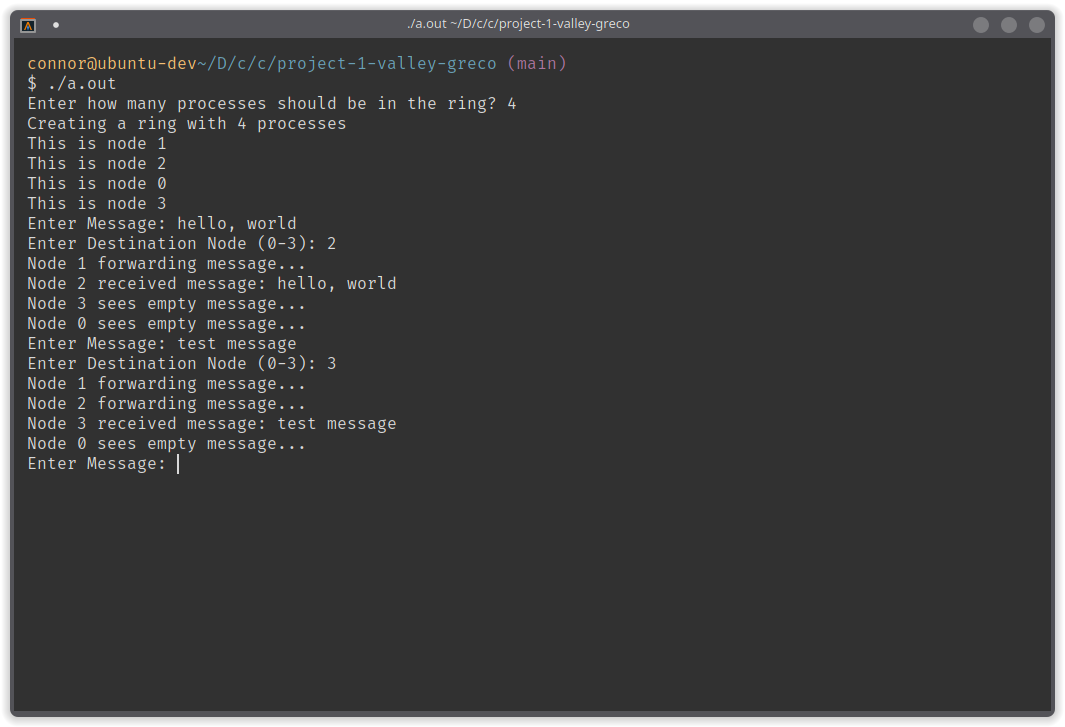 ./a.out ~/D/c/c/project-1-valley-greco
connor@ubuntu-dev~/D/c/c/project-1-valley-greco (main)
$ ./a.out
Enter how many processes should be in the ring? 4
Creating a ring with 4 processes
This is node 1
This is node 2
This is node 0
This is node 3
Enter Message: hello, world
Enter Destination Node (0-3): 2
Node 1 forwarding message...
Node 2 received message: hello, world
Node 3 sees empty message...
Node 0 sees empty message...
Enter Message: test message
Enter Destination Node (0-3): 3
Node 1 forwarding message...
Node 2 forwarding message...
Node 3 received message: test message
Node 0 sees empty message...
Enter Message: